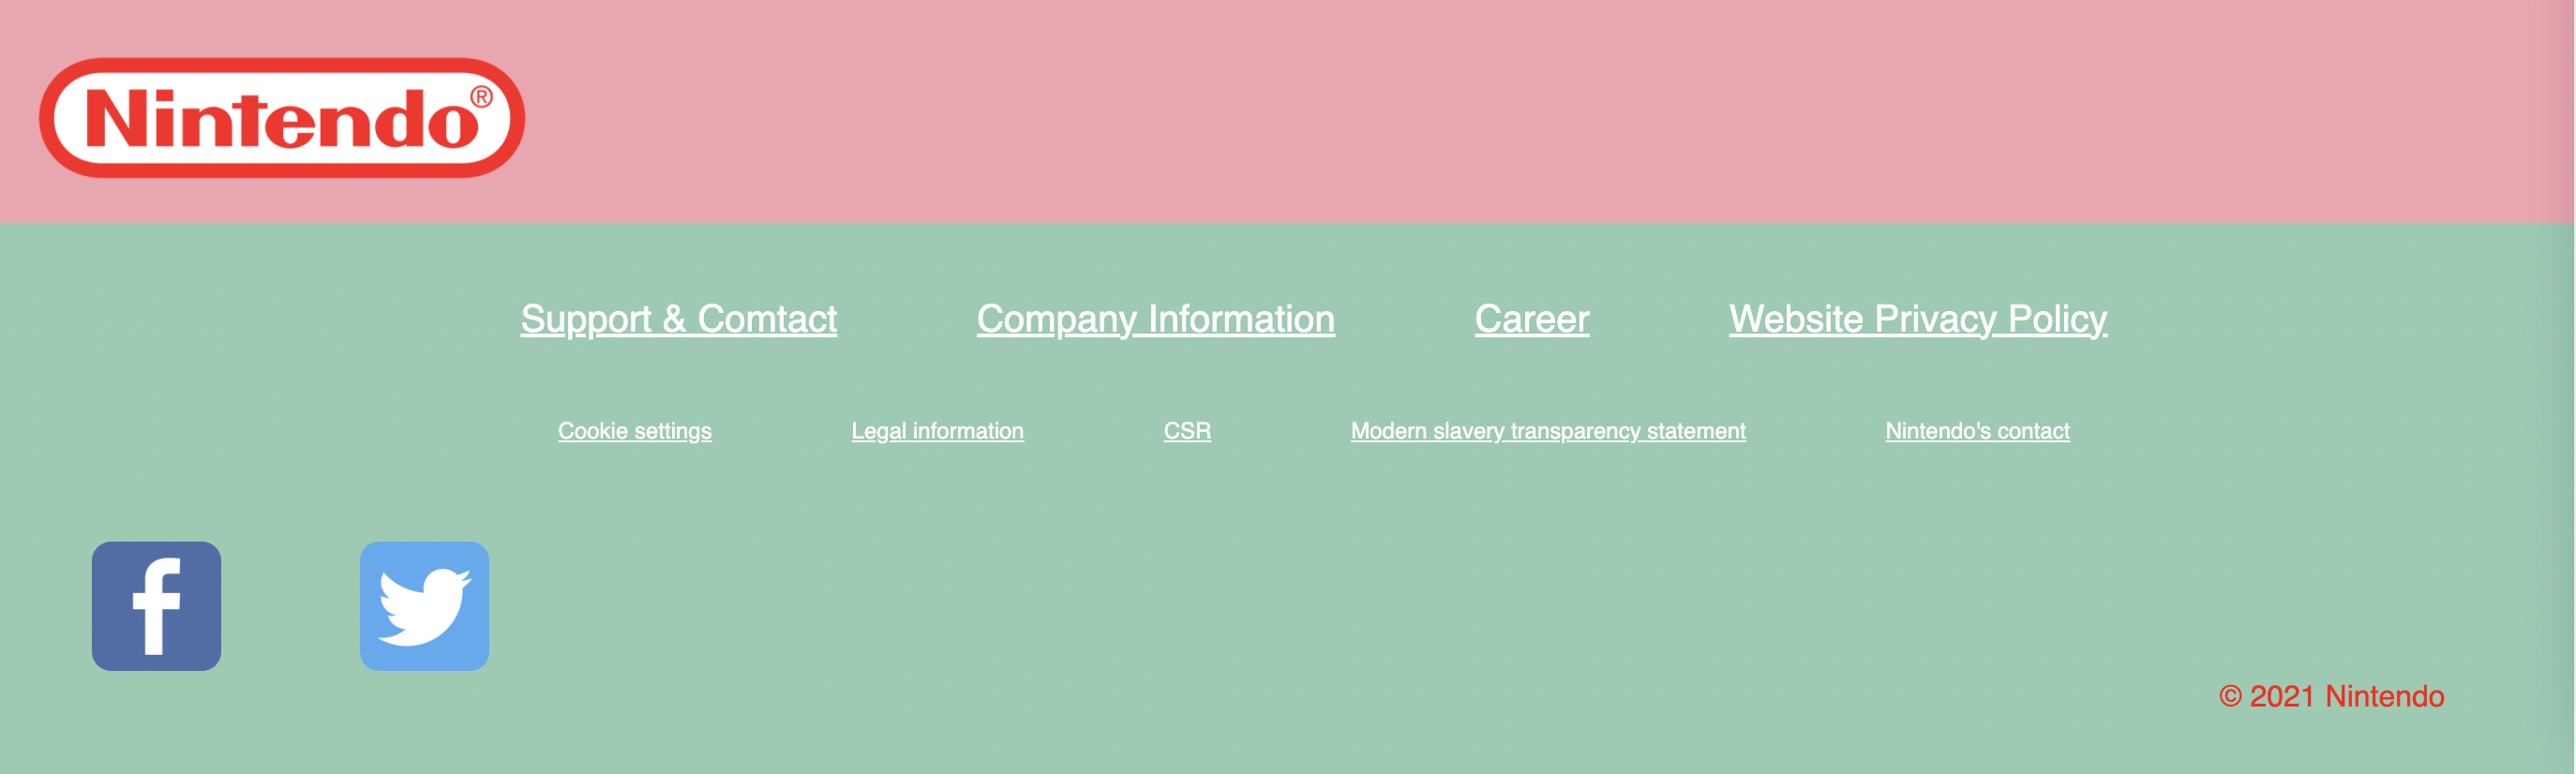 Nintendo®
Support & Comtact Company Information Career Website Privacy Policy
Cookie settings Legal information CSR Modern slavery transparency statement Nintendo's contact
f
© 2021 Nintendo